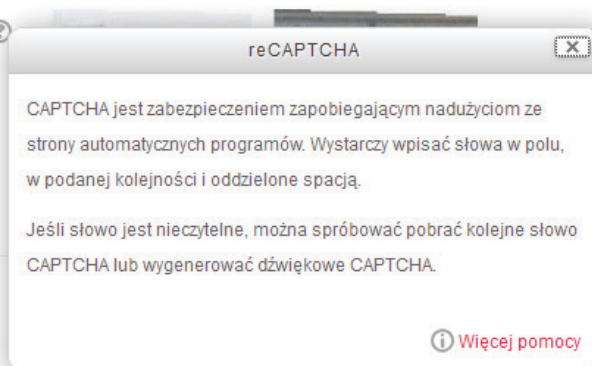 reCAPTCHA
CAPTCHA jest zabezpieczeniem zapobiegającym nadużyciom ze
strony automatycznych programów. Wystarczy wpisać słowa w polu,
w podanej kolejności i oddzielone spacją.
Jeśli słowo jest nieczytelne, można spróbować pobrać kolejne słowo
CAPTCHA lub wygenerować dźwiękowe CAPTCHA.
Więcej pomocy